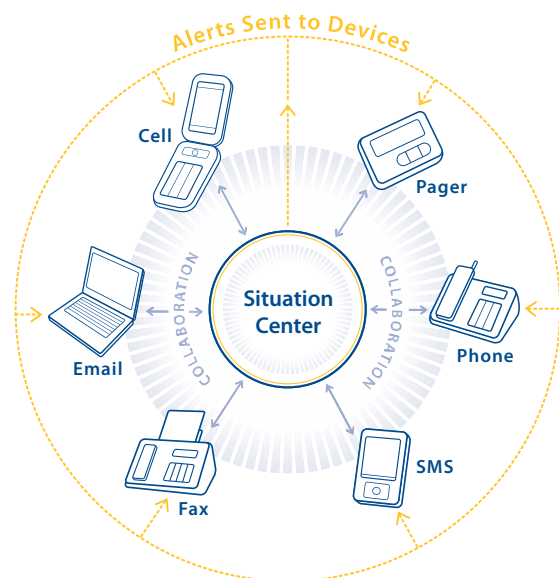 Alerts Sent to Devices
Cell
Pager
COLLABORATION
Situation
Center
COLLABORATION
Email
Phone
Fax
SMS